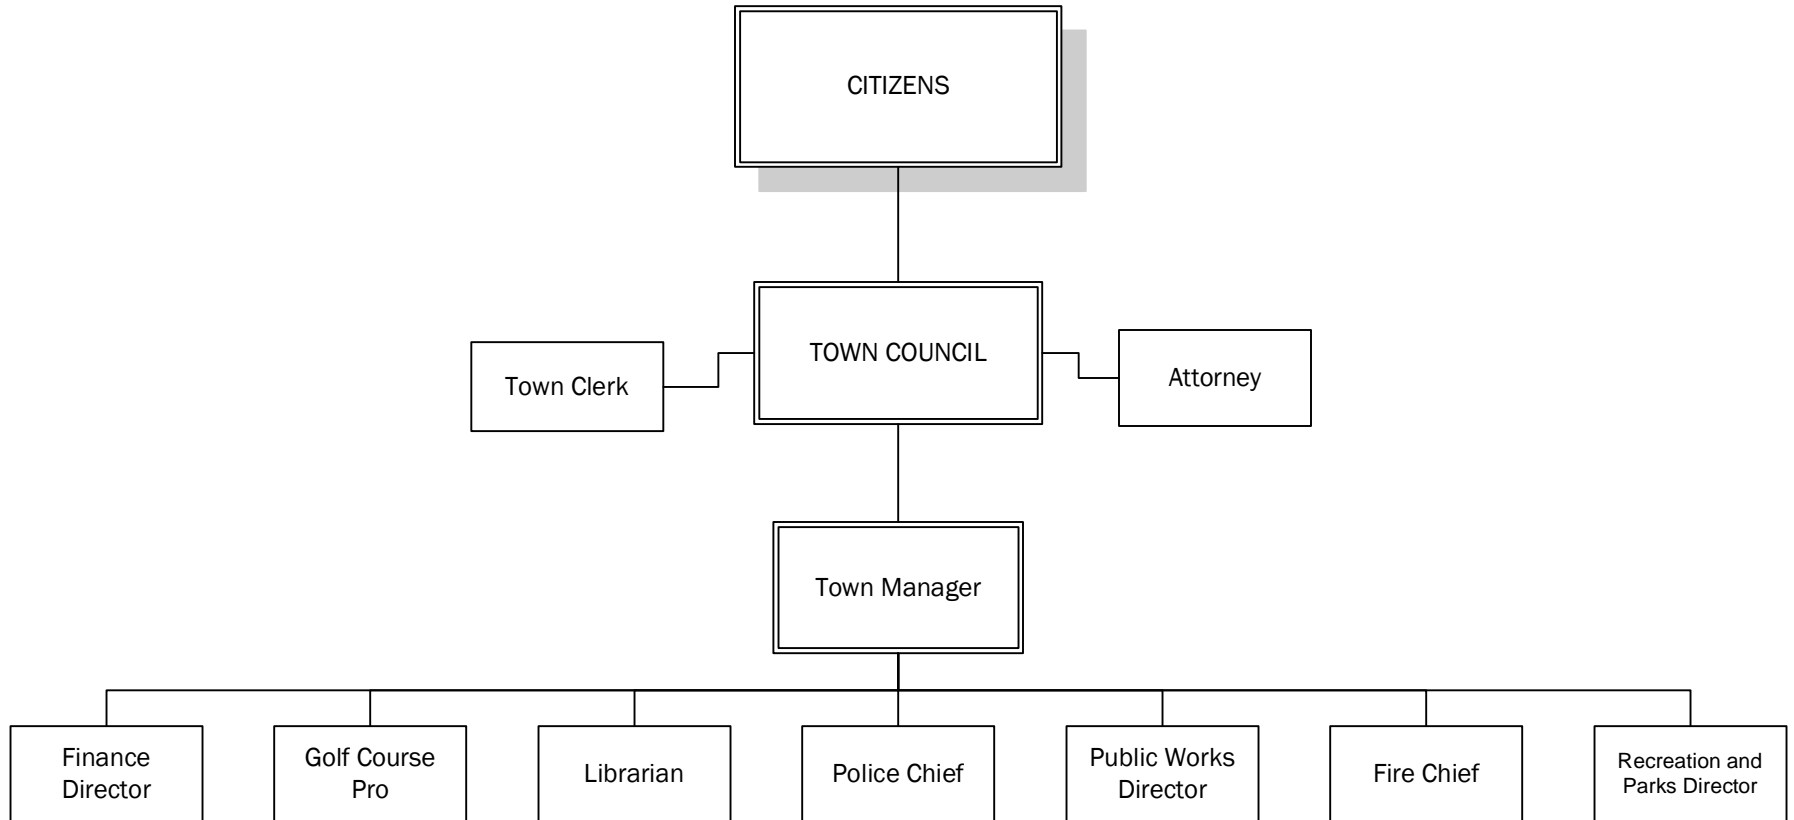 CITIZENS
TOWN COUNCIL
Town Clerk
Attorney
Town Manager
Finance
Director
Golf Course
Pro
Librarian
Police Chief
Public Works
Director
Fire Chief
Recreation and
Parks Director